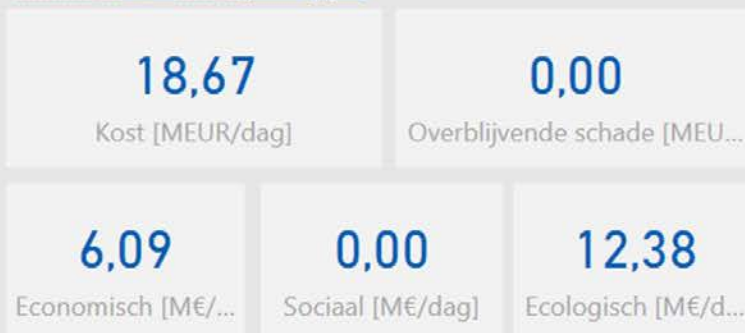 18,67
Kost [MEUR/dag]
0,00
Overblijvende schade [MEU...
6,09
Economisch [M€/...
0,00
Sociaal [M€/dag]
12,38
Ecologisch [M€/d...